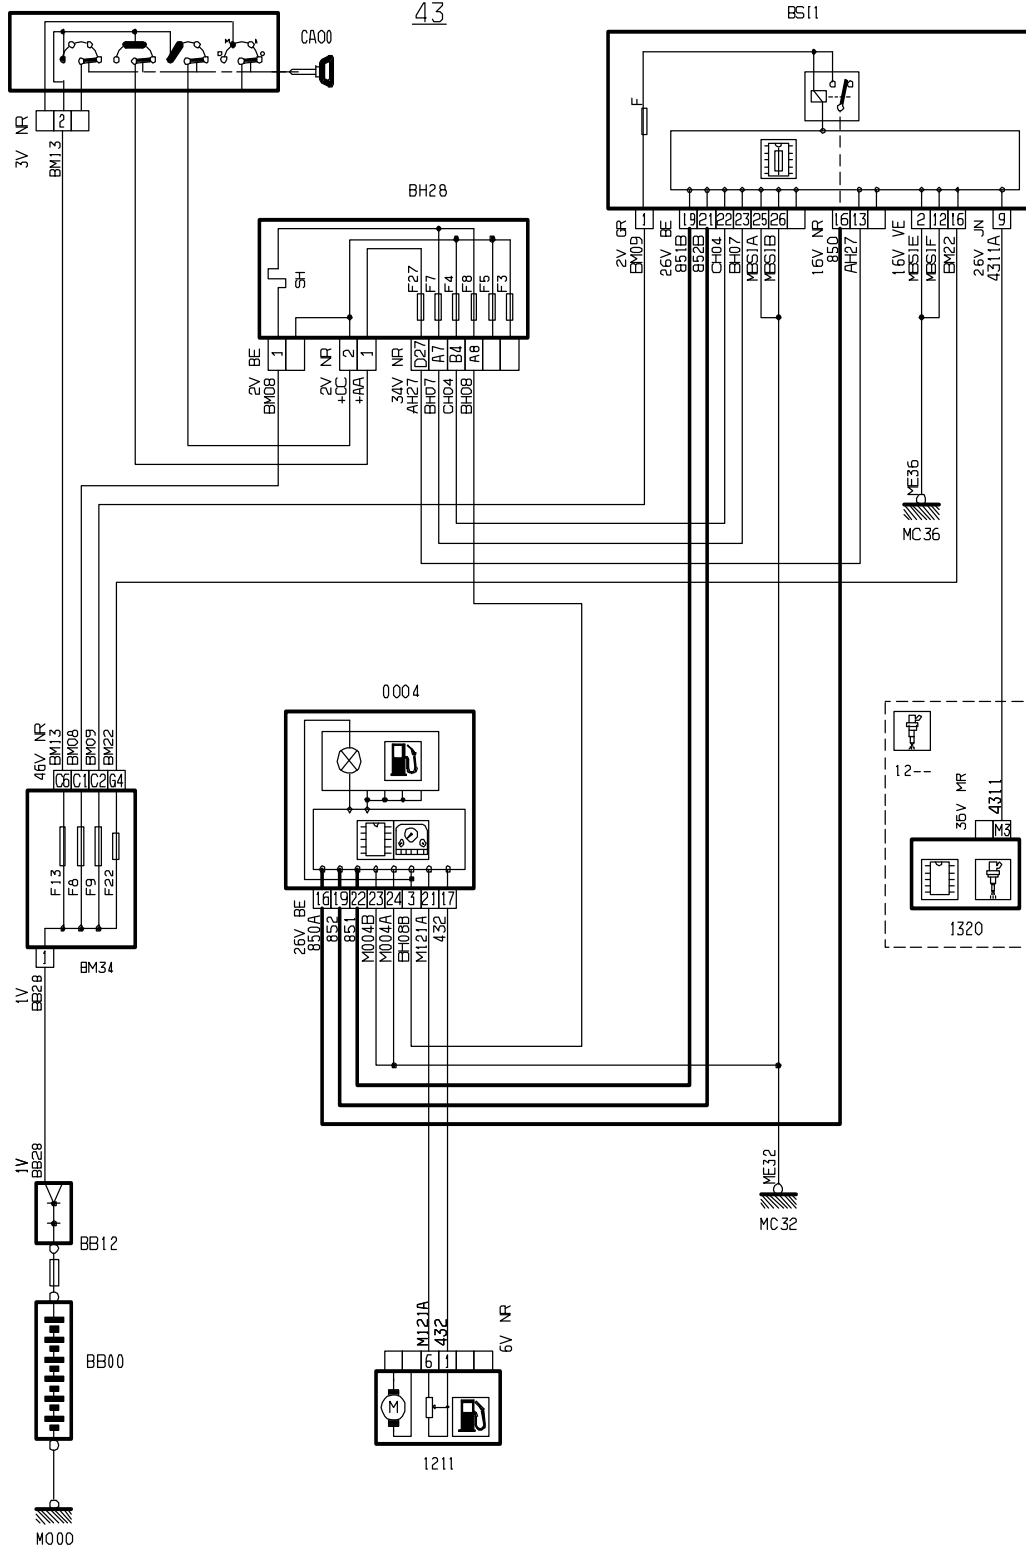 43
CA00
M
A
3V NR
2
BM13
BSI1
F
1
19
21
22
23
25
26
16
13
2
12
16
9
2V GR
BM09
26V BE
851B
852B
CH04
BH07
MBSIA
MBSIB
16V NR
850
AH27
16V VE
MBSIE
MBSIF
BM22
26V JN
4311A
BH28
SH
F27
F7
F4
F8
F5
F3
1
2
1
D27
A7
B4
A8
2V BE
BM08
2V NR
+CC
+AA
34V NR
AH27
BH07
CH04
BH08
ME36
MC36
0004
16
19
22
23
24
3
21
17
26V BE
850A
852
851
M004B
M004A
BH08B
M121A
432
46V NR
BM13
BM08
BM09
BM22
C6
C1
C2
G4
F13
F8
F9
F22
1
BM34
1V
BB28
12--
36V MR
4311
M3
1320
1V
BB28
BB12
BB00
M000
ME32
MC32
M121A
432
6V NR
6
1
M
1211